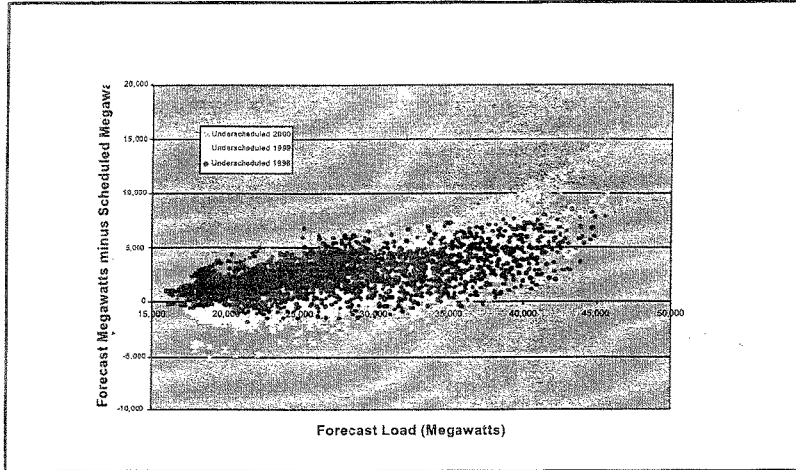 Forecast Megawatts minus Scheduled Megawa
20,000
15,000
10,000
5,000
0
-5,000
-10,000
Underscheduled 2000
Underscheduled 1999
Underscheduled 1998
15,000 20,000 25,000 30,000 35,000 40,000 45,000 50,000
Forecast Load (Megawatts)